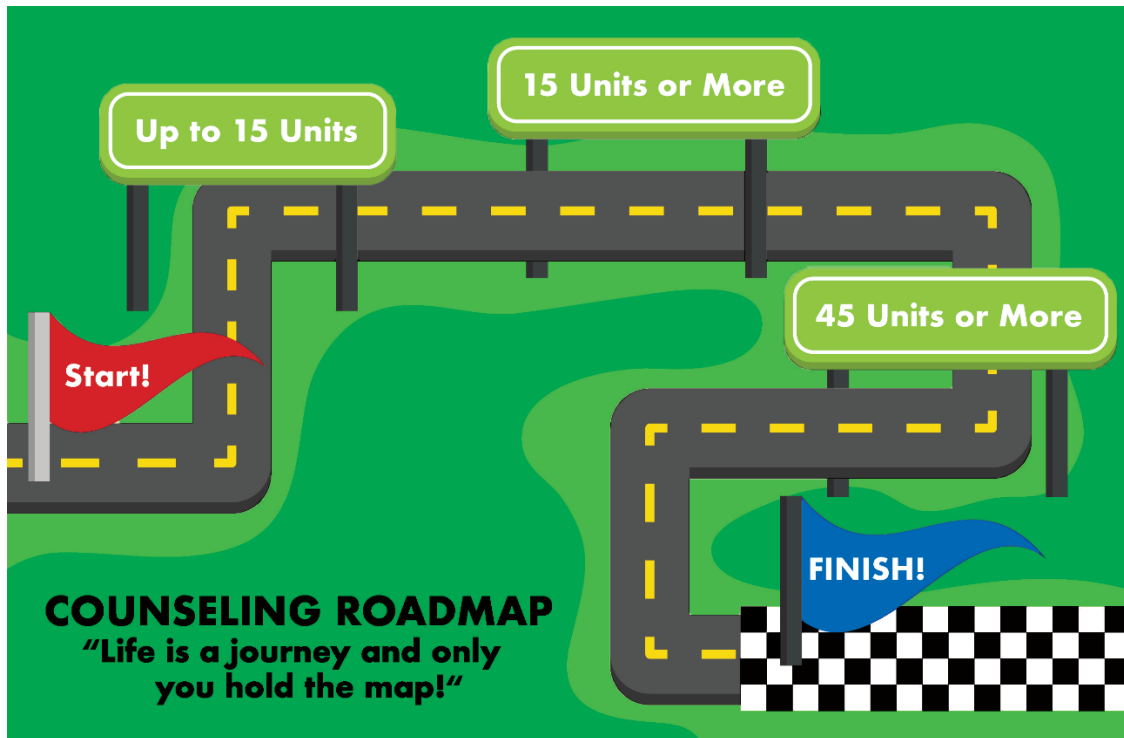 Up to 15 Units
15 Units or More
45 Units or More
Start!
FINISH!
COUNSELING ROADMAP
“Life is a journey and only
you hold the map!“